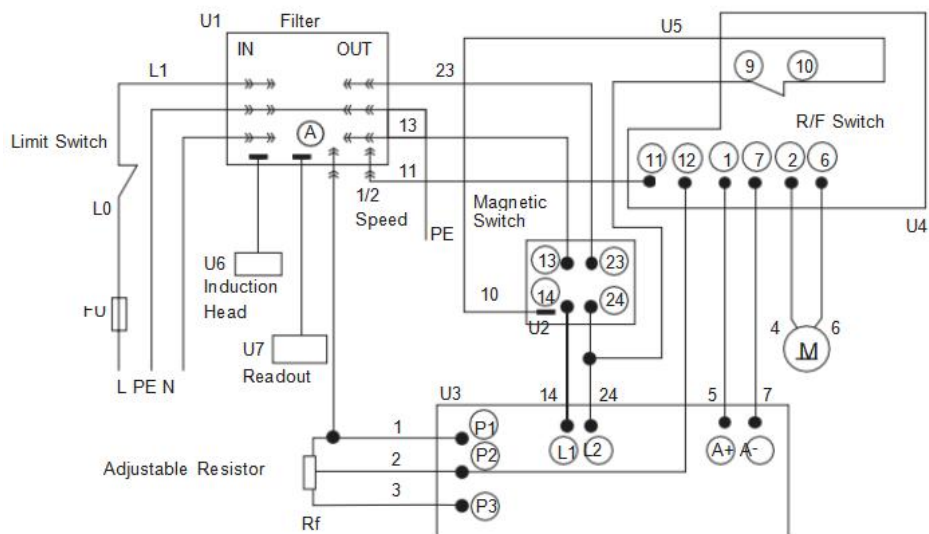 U1 Filter
U5
IN OUT
L1
23
9 10
A
13
R/F Switch
Limit Switch
11
11 12 1 7 2 6
1/2
Speed
Magnetic
Switch
L0
PE
U4
U6
Induction
Head
13 23
14 24
10
U2
4 6
M
U7
Readout
L PE N
U3
14 24
5 7
1
P1
P2
L1 L2
A+ A-
Adjustable Resistor
2
3
P3
Rf